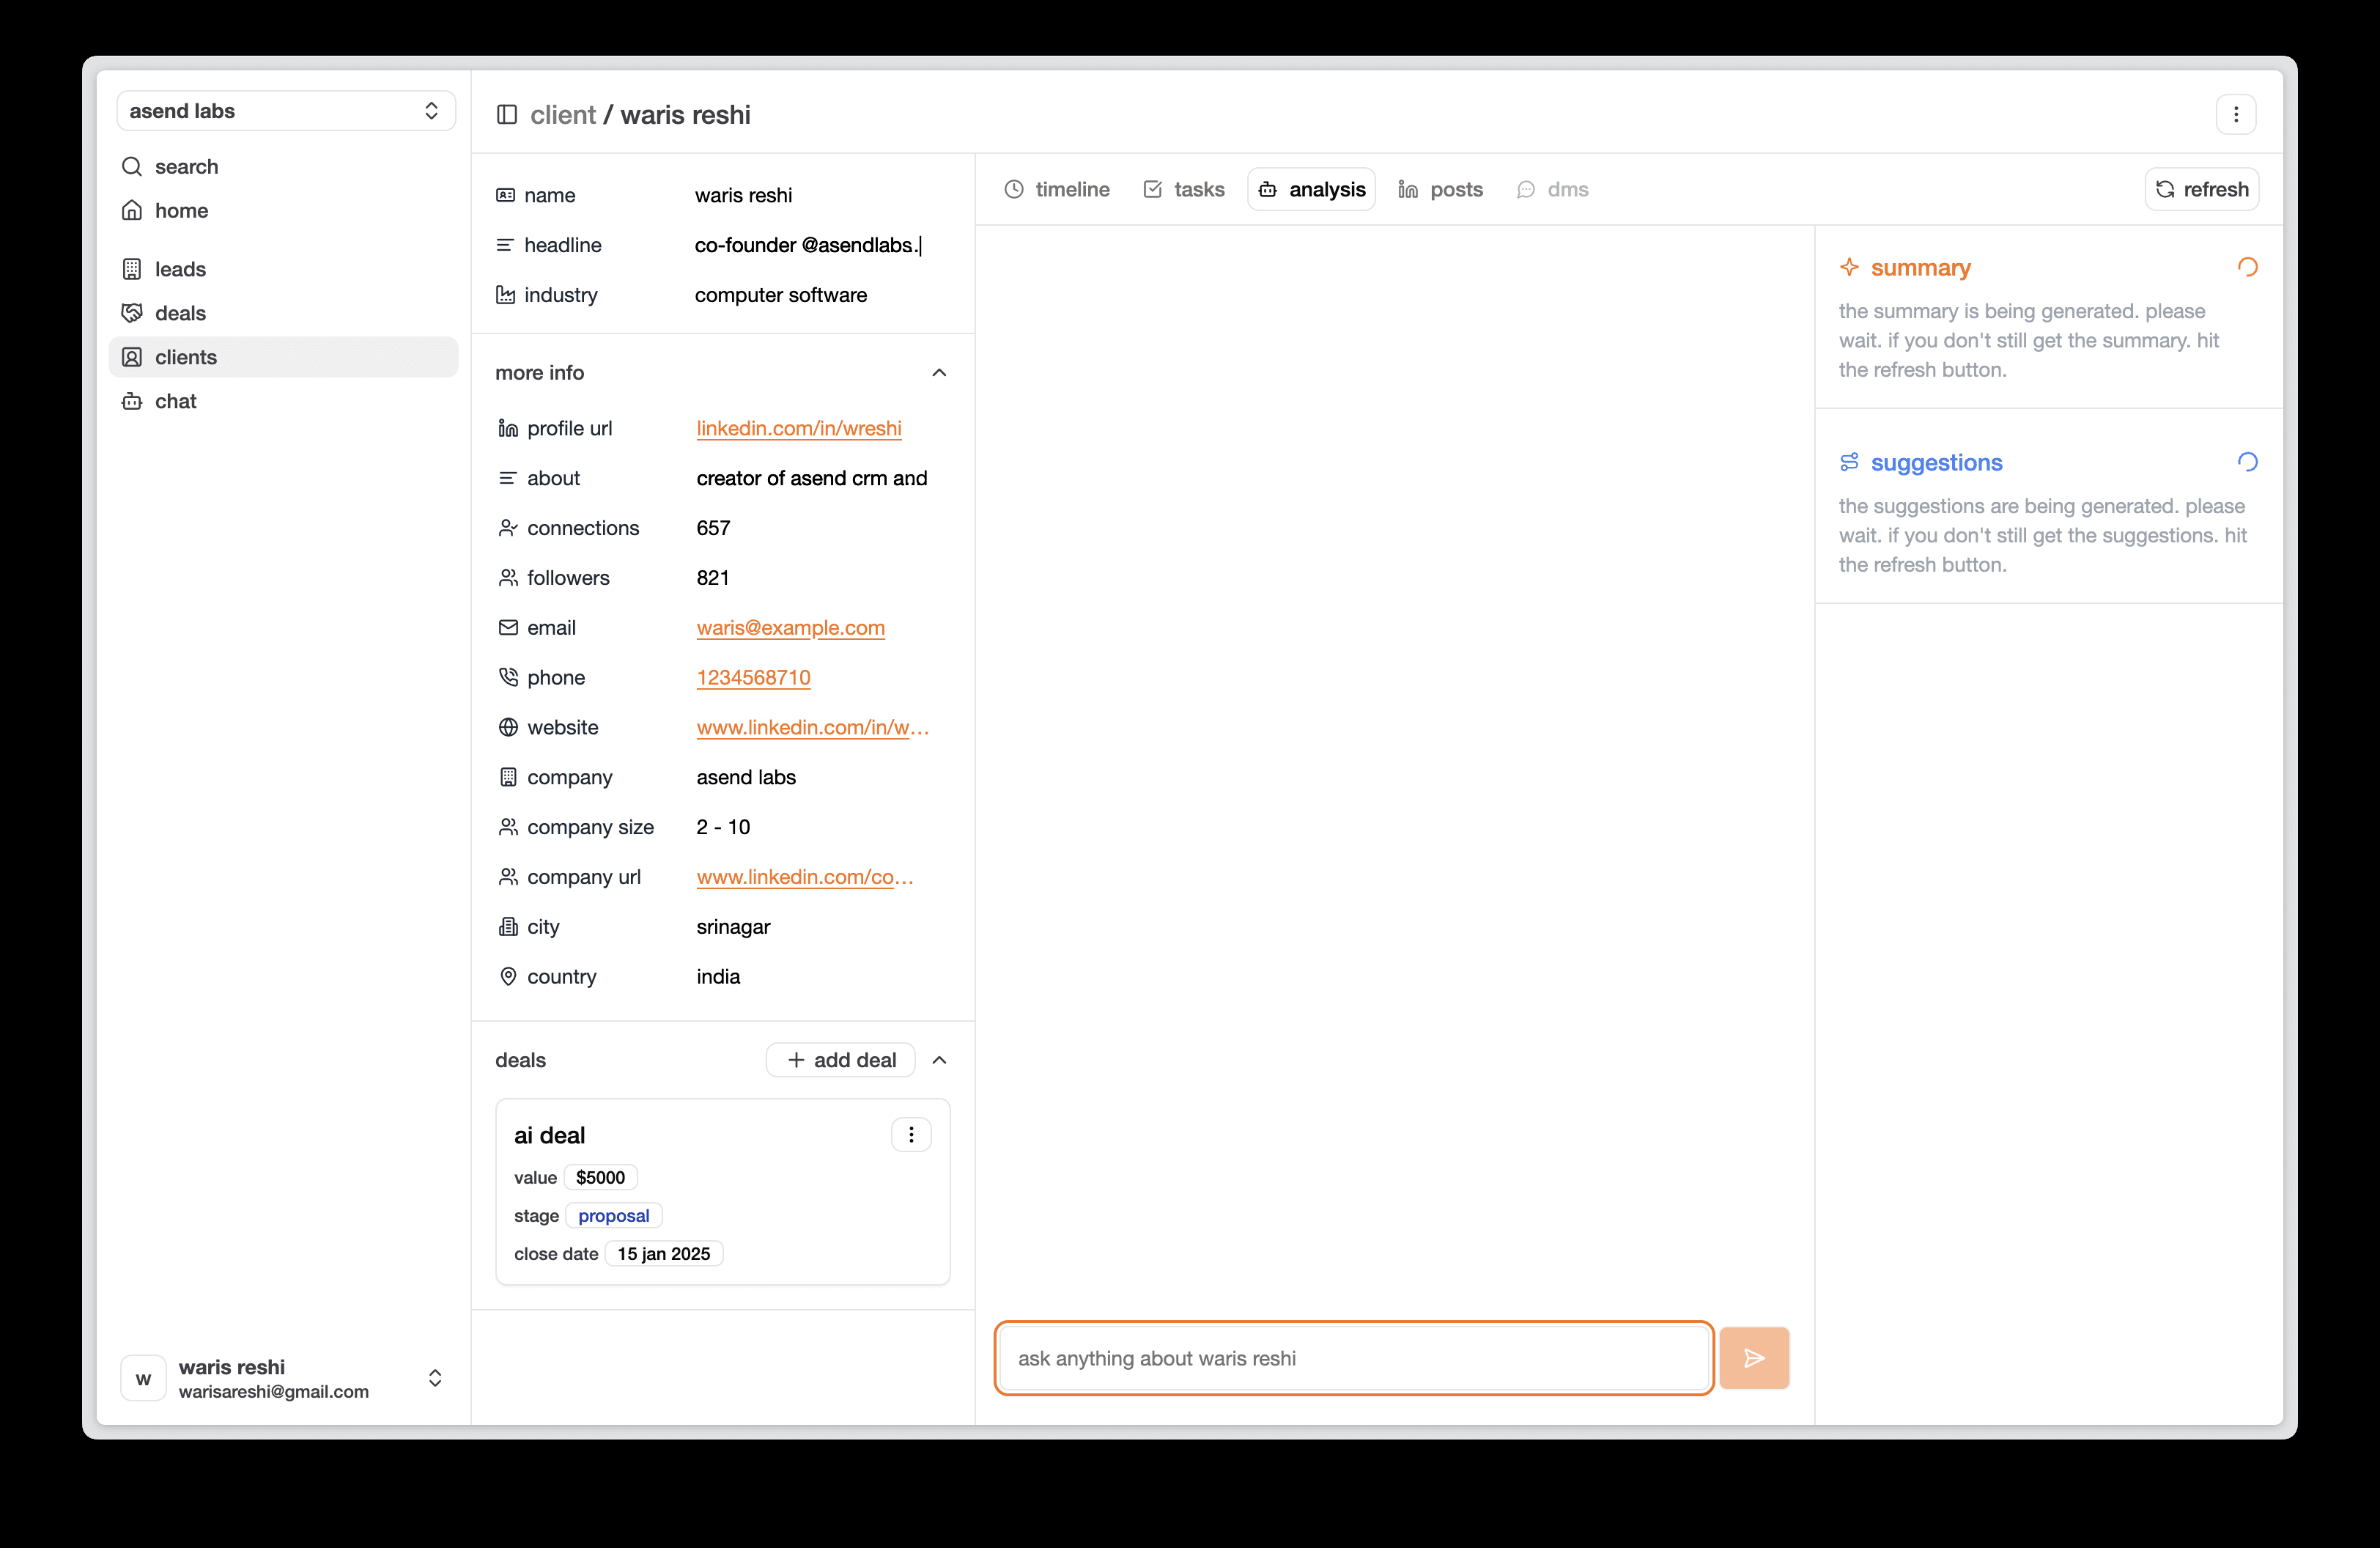 asend labs
search
home
leads
deals
clients
chat
w
waris reshi
warisareshi@gmail.com
client / waris reshi
name waris reshi
headline co-founder @asendlabs.
industry computer software
more info
profile url linkedin.com/in/wreshi
about creator of asend crm and
connections 657
followers 821
email waris@example.com
phone 1234568710
website www.linkedin.com/in/w...
company asend labs
company size 2 - 10
company url www.linkedin.com/co...
city srinagar
country india
deals + add deal
ai deal
value $5000
stage proposal
close date 15 jan 2025
timeline tasks analysis in posts dms refresh
ask anything about waris reshi
summary
the summary is being generated. please
wait. if you don't still get the summary. hit
the refresh button.
suggestions
the suggestions are being generated. please
wait. if you don't still get the suggestions. hit
the refresh button.